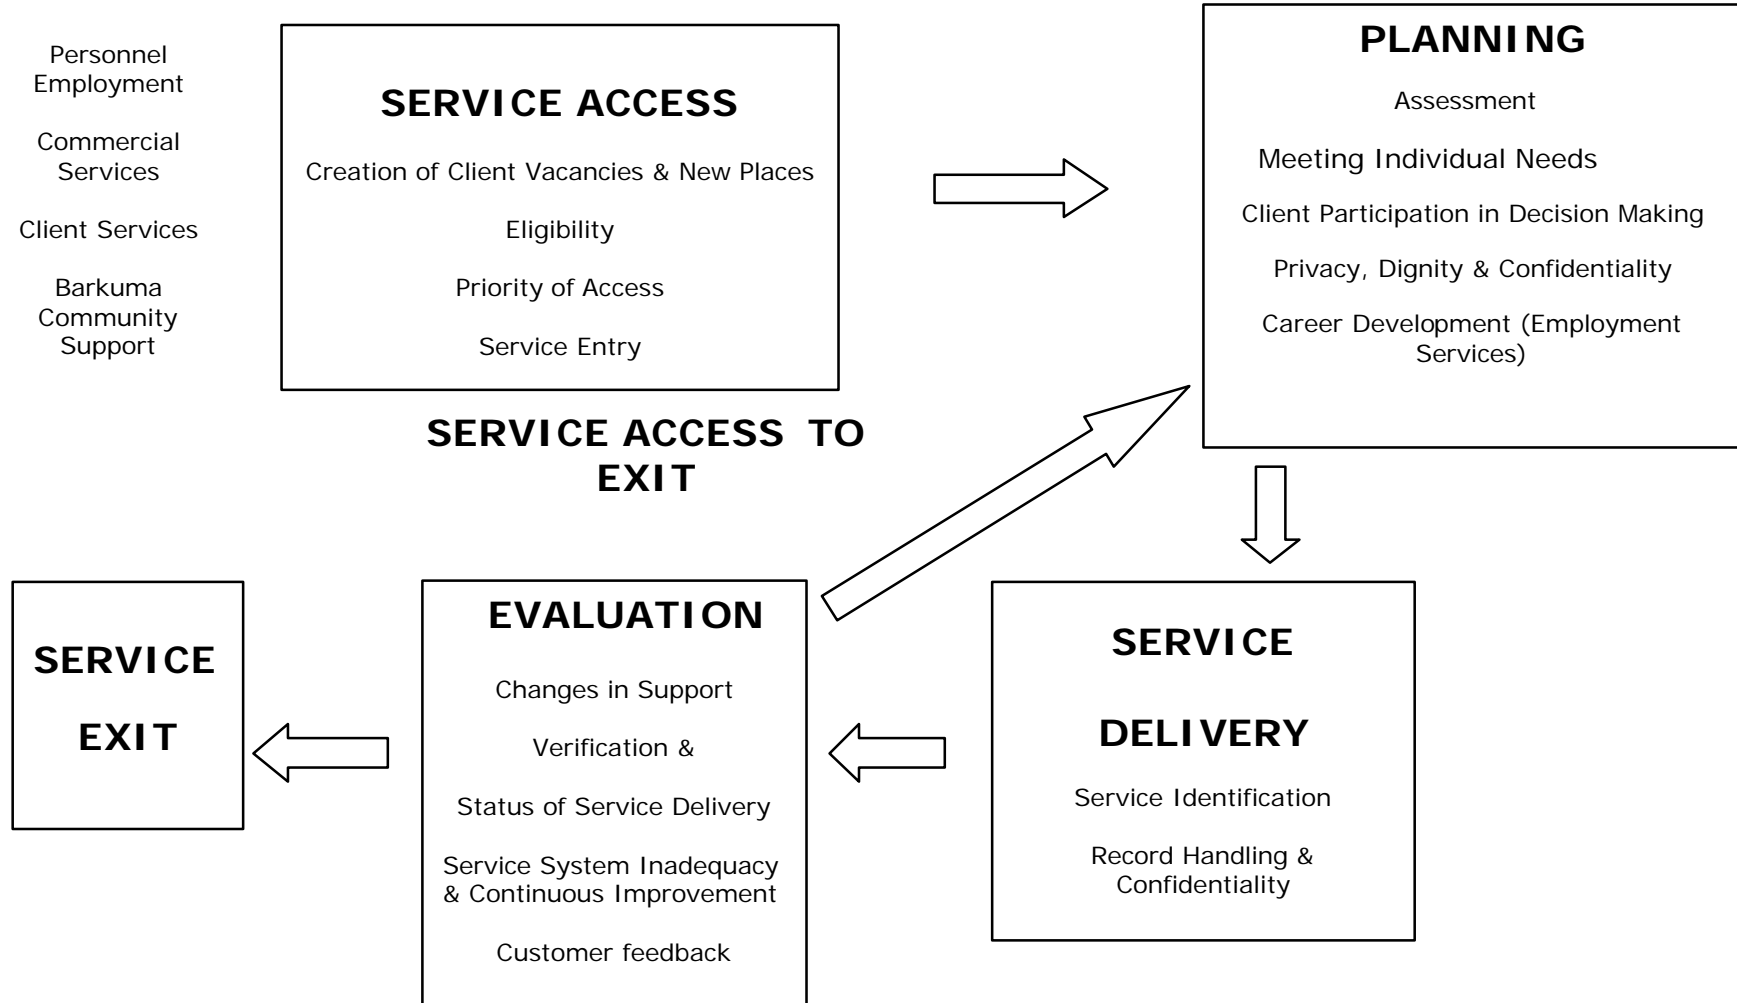 Personnel
Employment
Commercial
Services
Client Services
Barkuma
Community
Support
SERVICE ACCESS
Creation of Client Vacancies & New Places
Eligibility
Priority of Access
Service Entry
PLANNING
Assessment
Meeting Individual Needs
Client Participation in Decision Making
Privacy, Dignity & Confidentiality
Career Development (Employment
Services)
SERVICE ACCESS TO
EXIT
SERVICE
EXIT
EVALUATION
Changes in Support
Verification &
Status of Service Delivery
Service System Inadequacy
& Continuous Improvement
Customer feedback
SERVICE
DELIVERY
Service Identification
Record Handling &
Confidentiality